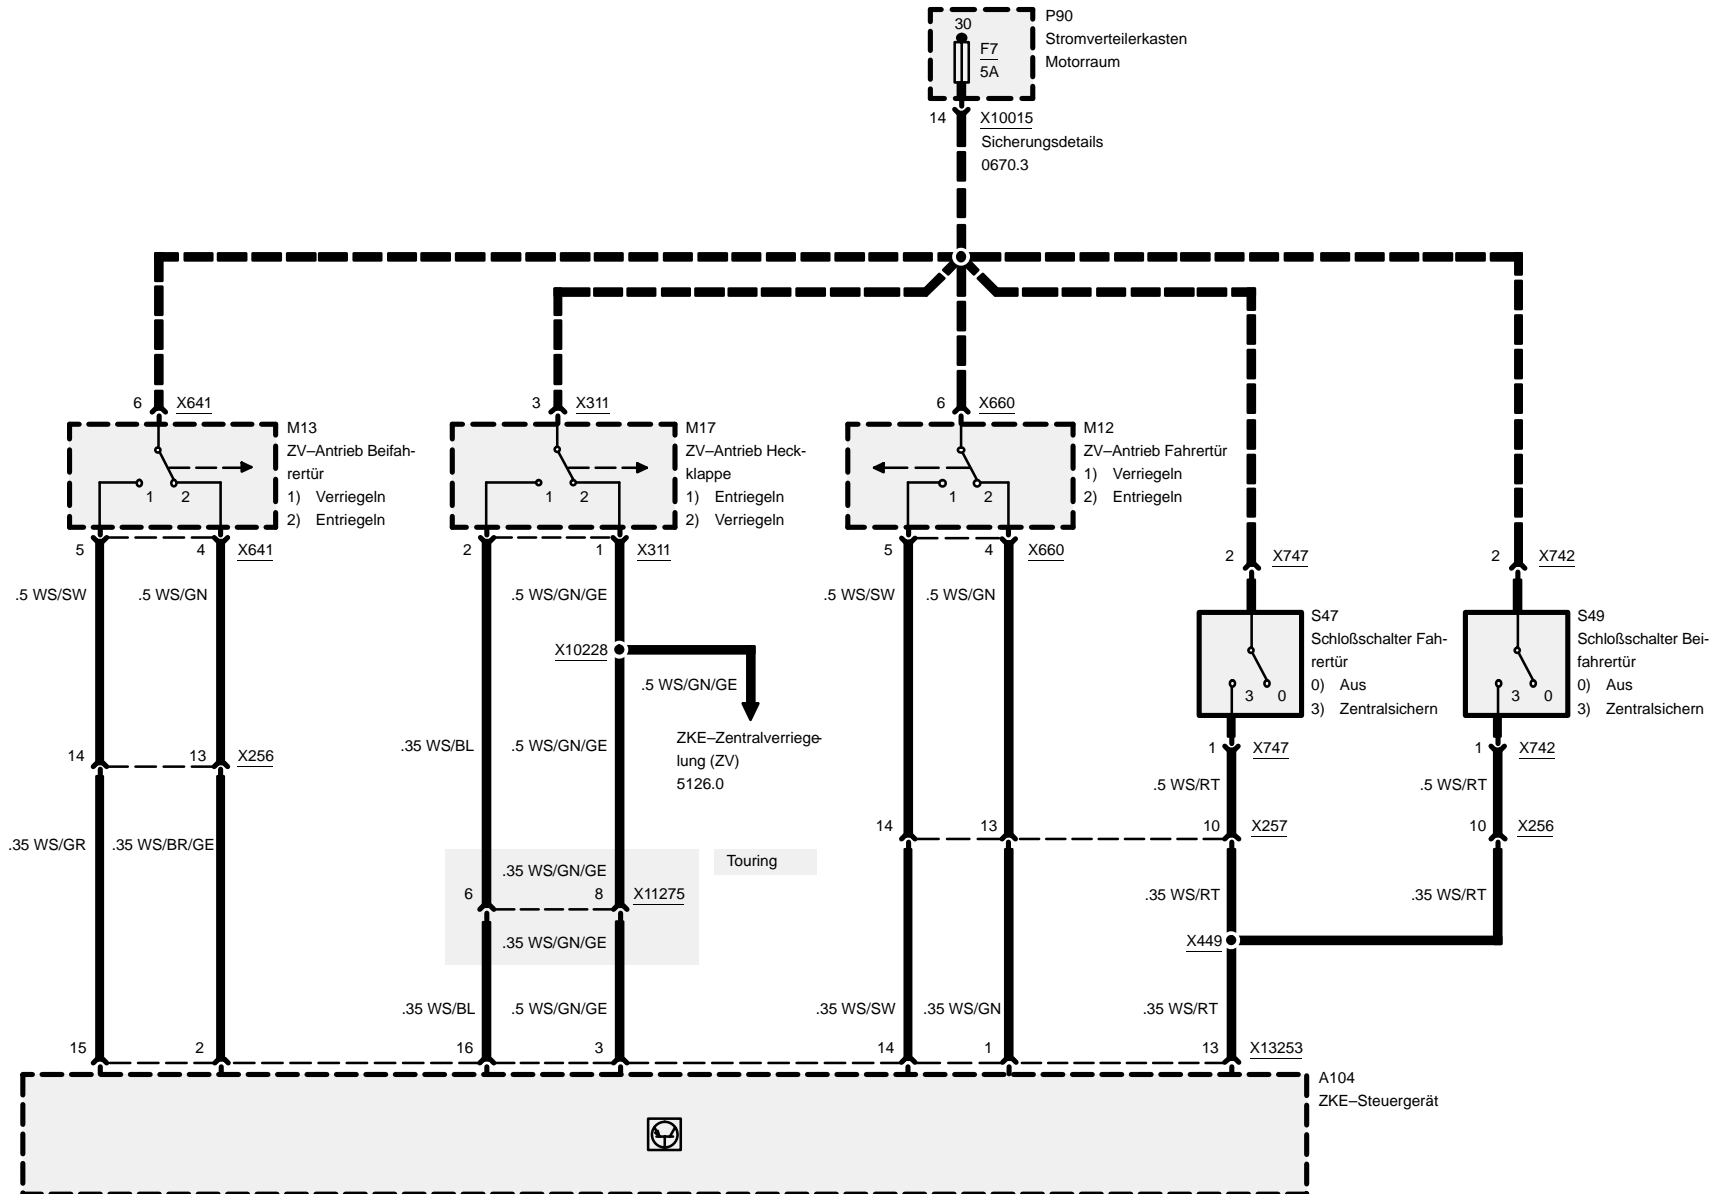 P90
30
Stromverteilerkasten
F7
Motorraum
5A
14
X10015
Sicherungsdetails
0670.3
6 X641
3 X311
6 X660
M13
ZV–Antrieb Beifah-
rertür
1) Verriegeln
2) Entriegeln
1 2
M17
ZV–Antrieb Heck-
klappe
1) Entriegeln
2) Verriegeln
1 2
M12
ZV–Antrieb Fahrertür
1) Verriegeln
2) Entriegeln
1 2
5 4 X641
2 1 X311
5 4 X660
2 X747
2 X742
.5 WS/SW .5 WS/GN
.5 WS/GN/GE
.5 WS/SW .5 WS/GN
S47
Schloßschalter Fah-
rertür
0) Aus
3) Zentralsichern
3 0
S49
Schloßschalter Bei-
fahrertür
0) Aus
3) Zentralsichern
3 0
X10228
.5 WS/GN/GE
ZKE–Zentralverriege-
lung (ZV)
5126.0
.35 WS/BL .5 WS/GN/GE
14 13 X256
1 X747
1 X742
.5 WS/RT
.5 WS/RT
14 13 10 X257
10 X256
.35 WS/GR .35 WS/BR/GE
Touring
.35 WS/GN/GE
6 8 X11275
.35 WS/GN/GE
.35 WS/RT
.35 WS/RT
X449
.35 WS/BL .5 WS/GN/GE
.35 WS/SW .35 WS/GN
.35 WS/RT
15 2 16 3 14 1 13 X13253
A104
ZKE–Steuergerät